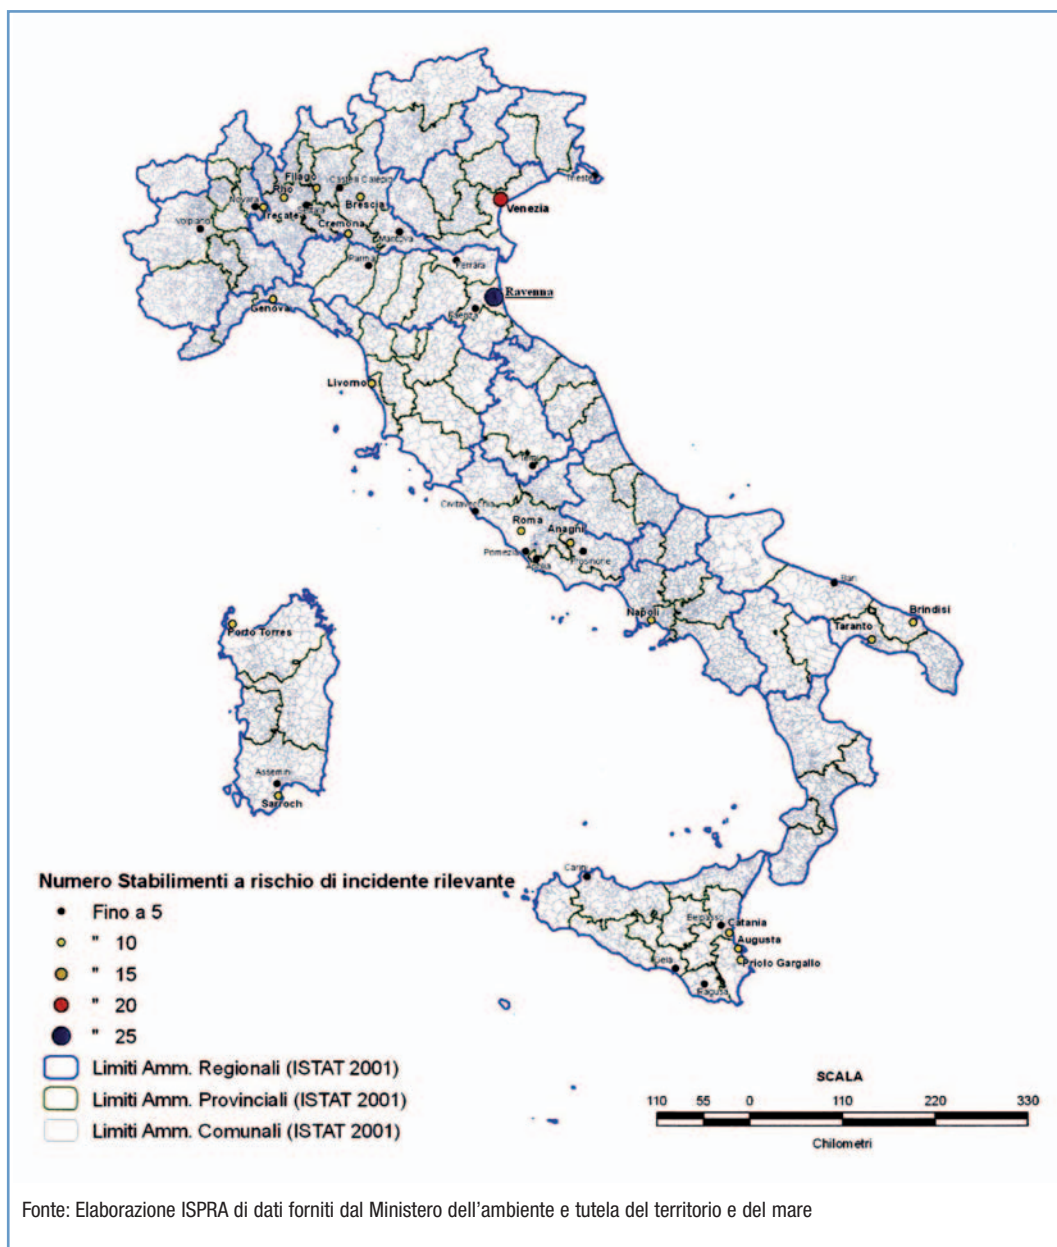 Trieste
Filago
Castelli Calepio
Rho
Novara
Brescia
Venezia
Trecate
Volpiano
Cremona
Mantova
Parma
Ferrara
Ravenna
Faenza
Genova
Livorno
Civitavecchia
Roma
Anagni
Pomezia
Frosinone
Aprilia
Bari
Napoli
Brindisi
Taranto
Porto Torres
Assemini
Sarroch
Carini
Belpasso
Catania
Augusta
Gela
Priolo Gargallo
Ragusa
Numero Stabilimenti a rischio di incidente rilevante
Fino a 5
" 10
" 15
" 20
" 25
Limiti Amm. Regionali (ISTAT 2001)
Limiti Amm. Provinciali (ISTAT 2001)
Limiti Amm. Comunali (ISTAT 2001)
SCALA
110 55 0 110 220 330
Chilometri
Fonte: Elaborazione ISPRA di dati forniti dal Ministero dell'ambiente e tutela del territorio e del mare